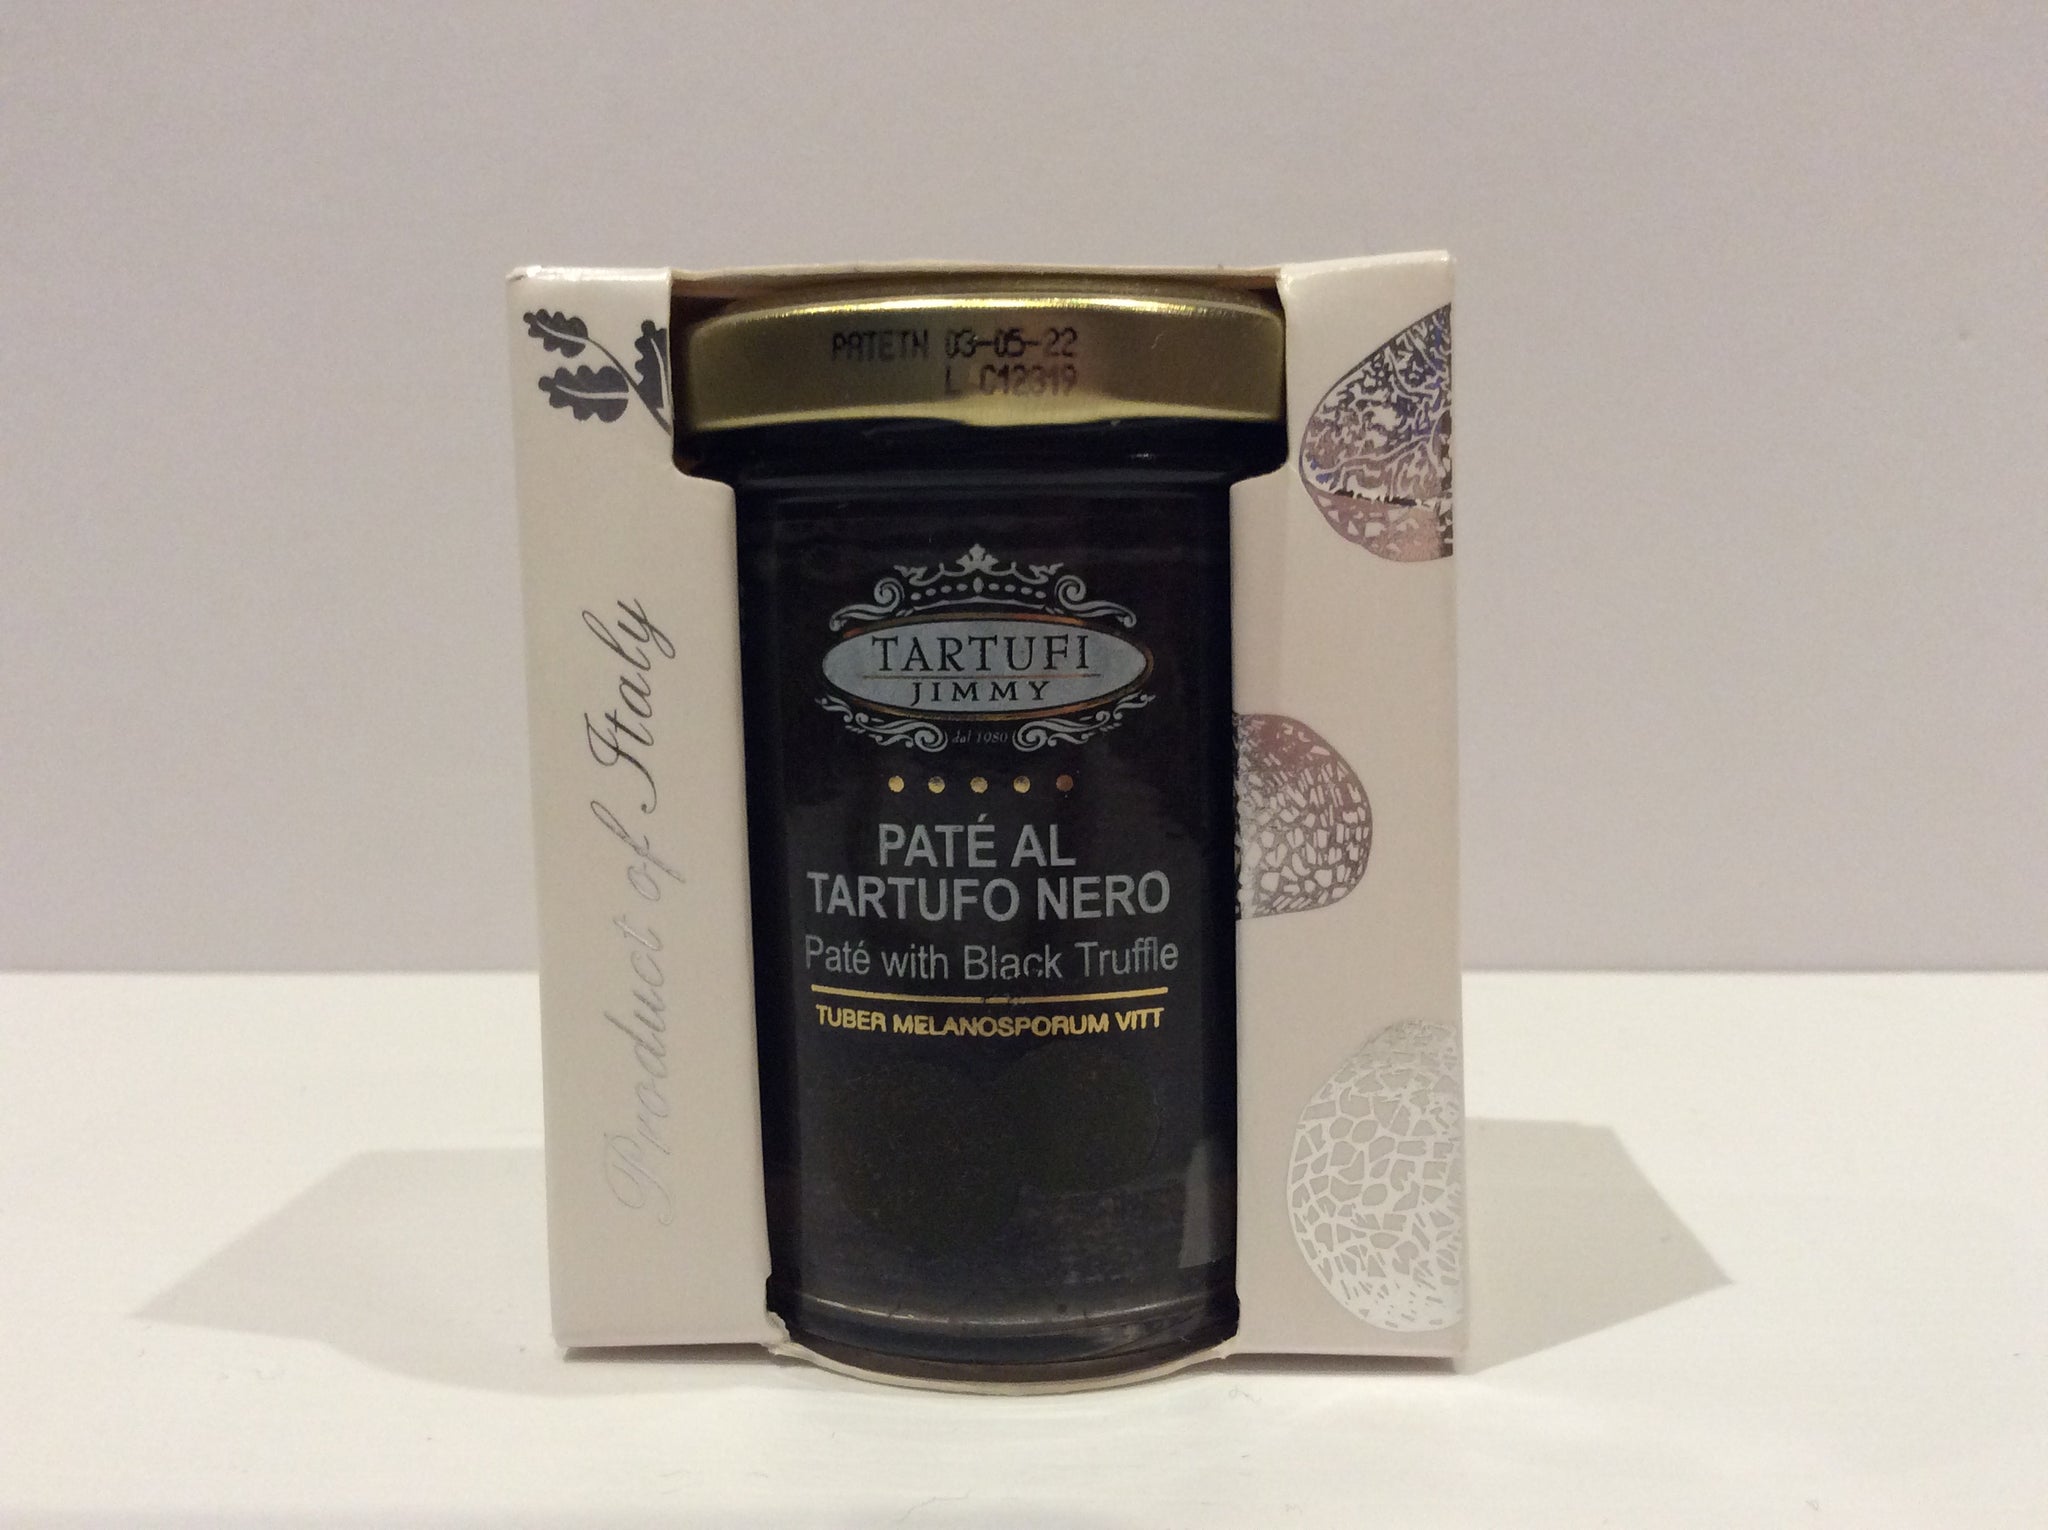 PATETN 03-05-22
L C12319
TARTUFI
JIMMY
dal 1980
PATÉ AL
TARTUFO NERO
Paté with Black Truffle
TUBER MELANOSPORUM VITT
Product of Italy